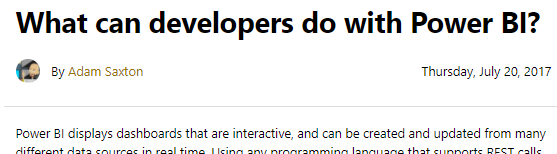 What can developers do with Power BI?
By Adam Saxton
Thursday, July 20, 2017
Power BI displays dashboards that are interactive, and can be created and updated from many
different data sources in real time. Using any programming language that supports REST calls,